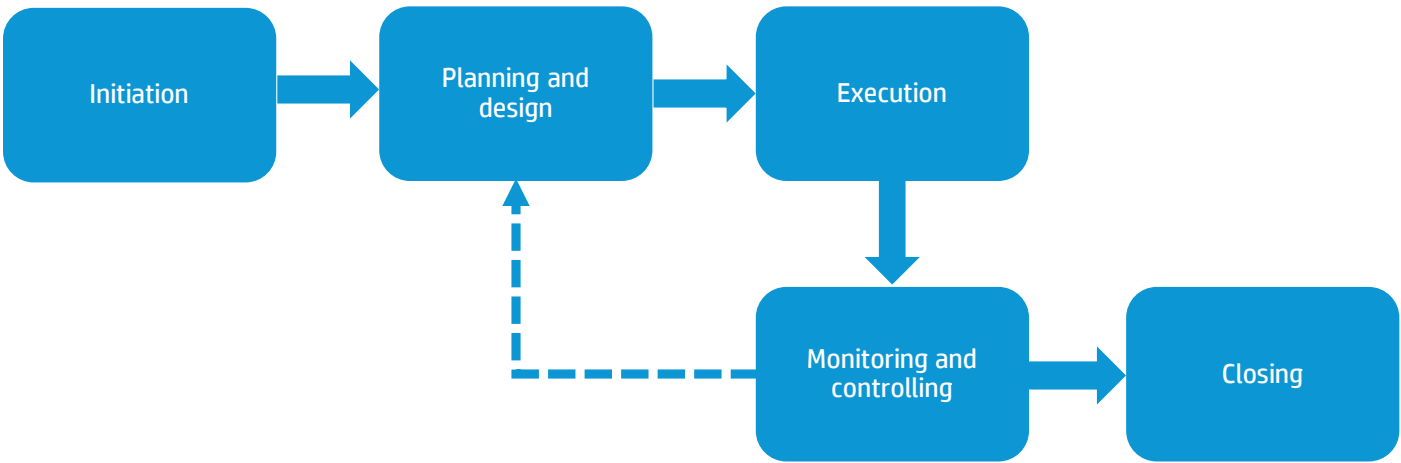 Initiation
Planning and
design
Execution
Monitoring and
controlling
Closing